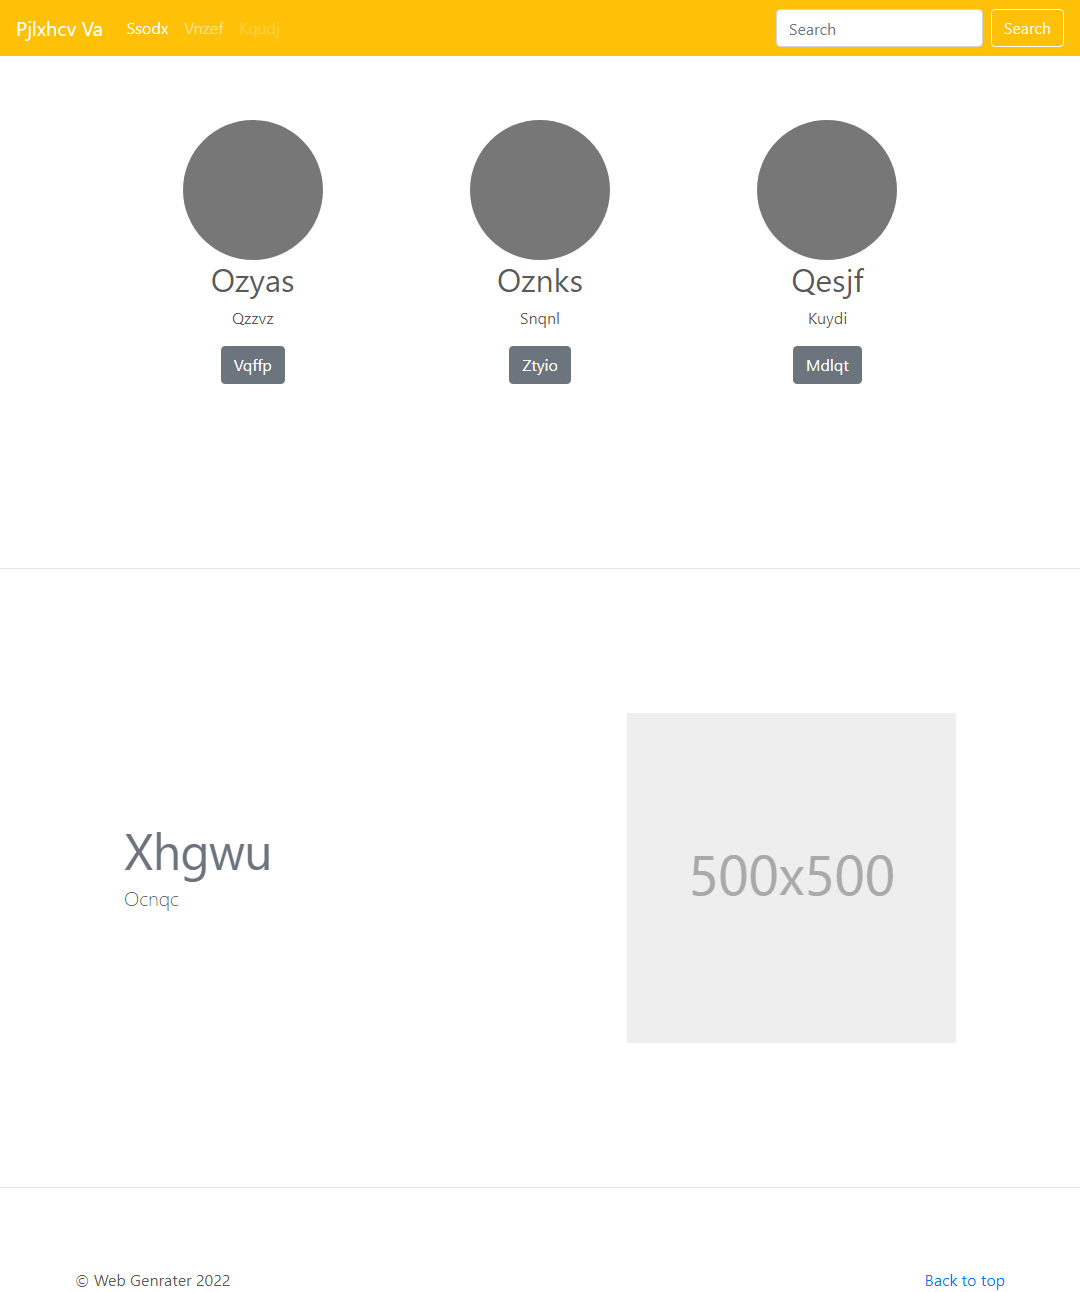 Pjlxhcv Va Ssodx Vnzef Kqudj Search Search
Ozyas Oznks Qesjf
Qzzvz Snqnl Kuydi
Vqffp Ztyio Mdlqt
Xhgwu
Ocnqc
500x500
© Web Genrater 2022 Back to top